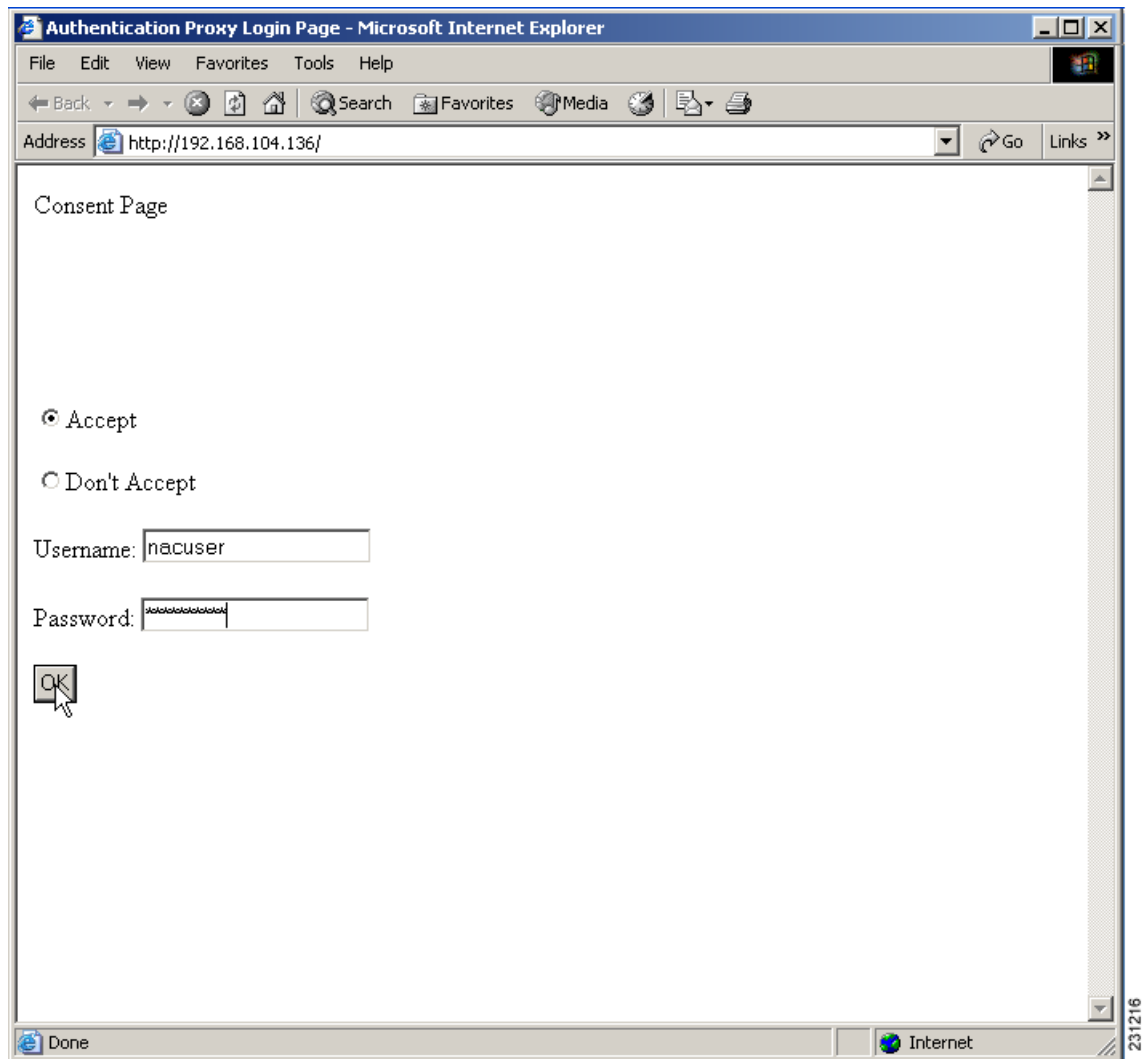 Authentication Proxy Login Page - Microsoft Internet Explorer
File Edit View Favorites Tools Help
Back Search Favorites Media
Address http://192.168.104.136/ Go Links »
Consent Page
Accept
Don't Accept
Username: nacuser
Password: ***********
OK
Done Internet
231216